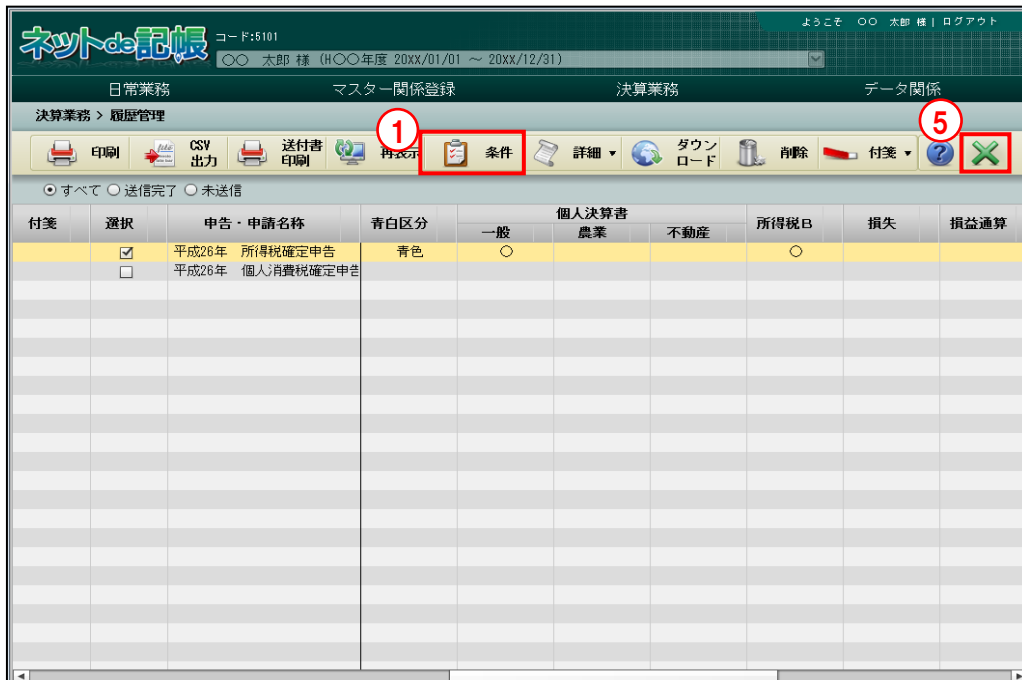 ようこそ ○○ 太郎 様 | ログアウト
ネットde記帳 コード:5101
○○ 太郎 様 (H○○年度 20XX/01/01 ～ 20XX/12/31)
日常業務 マスター関係登録 決算業務 データ関係
決算業務 > 履歴管理
1 5
印刷 CSV出力 送付書印刷 再表示 条件 詳細 ダウンロード 削除 付箋 ?
すべて 送信完了 未送信
付箋 選択 申告・申請名称 青白区分 個人決算書 所得税B 損失 損益通算
一般 農業 不動産
平成26年 所得税確定申告 青色 ○ ○
平成26年 個人消費税確定申告